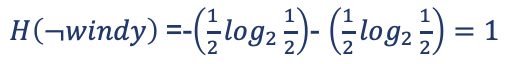 H(¬windy) =-(1/2 log₂ 1/2)- (1/2 log₂ 1/2) = 1